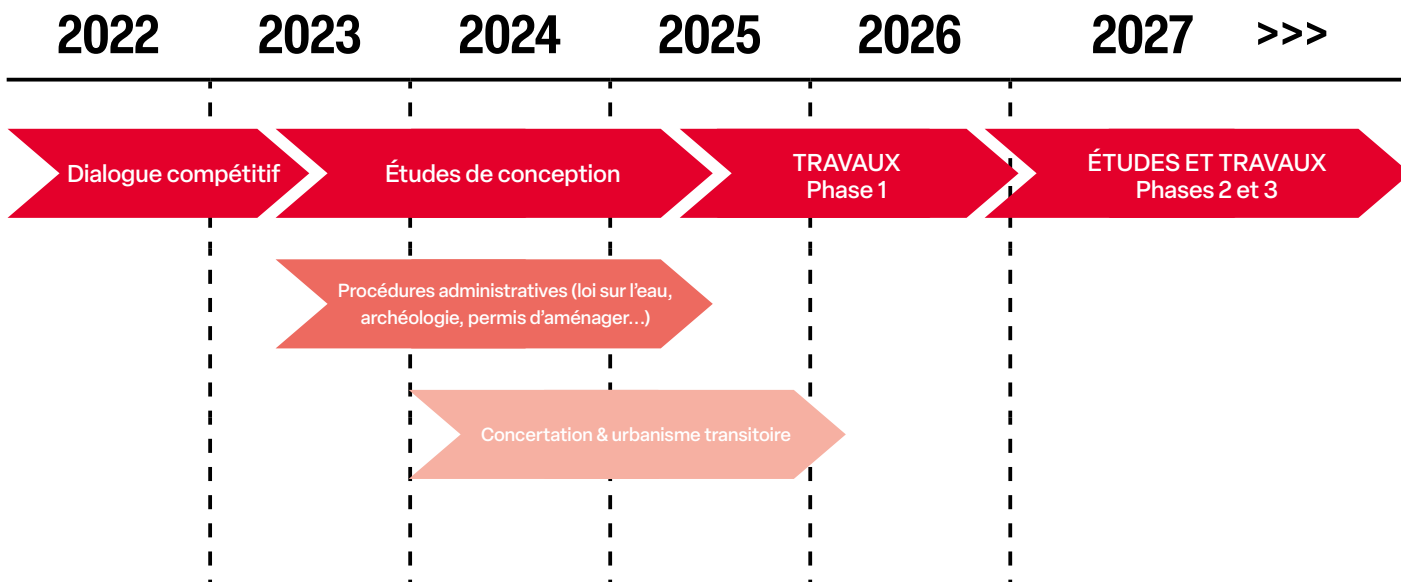 2022 2023 2024 2025 2026 2027 >>>
Dialogue compétitif
Études de conception
TRAVAUX
Phase 1
ÉTUDES ET TRAVAUX
Phases 2 et 3
Procédures administratives (loi sur l’eau,
archéologie, permis d’aménager...)
Concertation & urbanisme transitoire